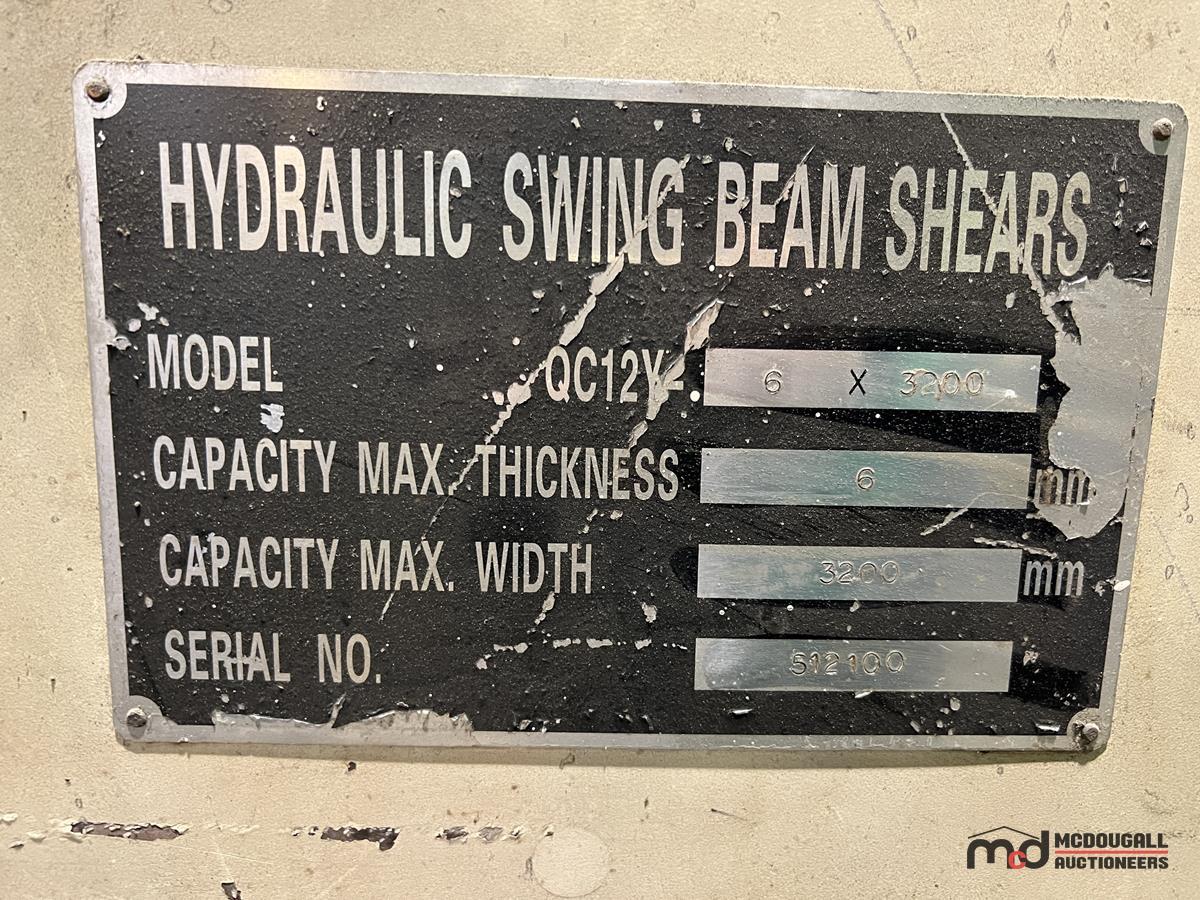 HYDRAULIC SWING BEAM SHEARS
MODEL QC12Y- 6 X 3200
CAPACITY MAX. THICKNESS 6 mm
CAPACITY MAX. WIDTH 3200 mm
SERIAL NO. 512100
mcd MCDOUGALL
AUCTIONEERS